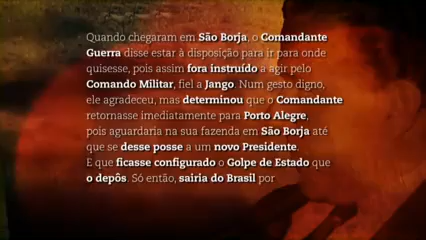 Quando chegaram em São Borja, o Comandante
Guerra disse estar à disposição para ir para onde
quisesse, pois assim fora instruído a agir pelo
Comando Militar, fiel a Jango. Num gesto digno,
ele agradeceu, mas determinou que o Comandante
retornasse imediatamente para Porto Alegre,
pois aguardaria na sua fazenda em São Borja até
que se desse posse a um novo Presidente.
E que ficasse configurado o Golpe de Estado que
o depôs. Só então, sairia do Brasil por